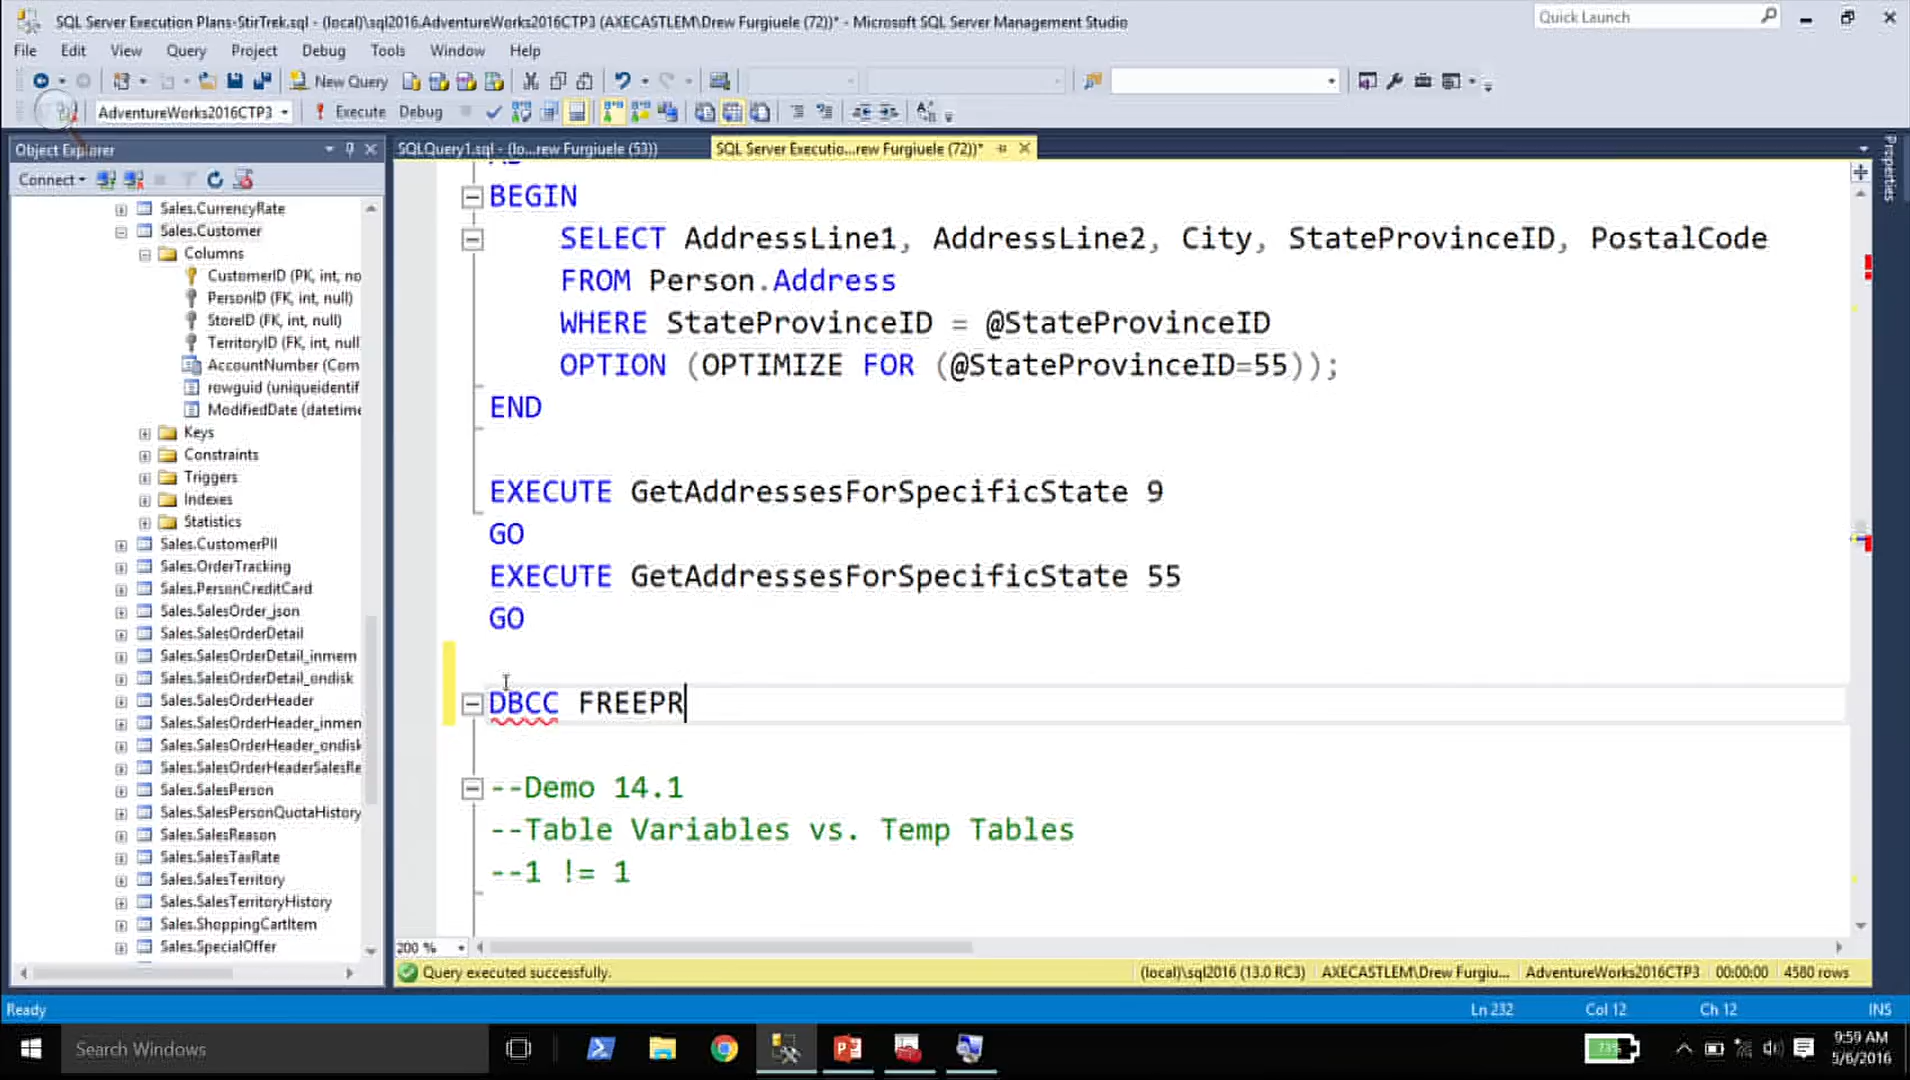 SQL Server Execution Plans-StirTrek.sql - (local)\sql2016.AdventureWorks2016CTP3 (AXECASTLEM\Drew Furgiuele (72))* - Microsoft SQL Server Management Studio
Quick Launch
File Edit View Query Project Debug Tools Window Help
New Query
AdventureWorks2016CTP3 Execute Debug
Object Explorer
SQLQuery1.sql - (lo...rew Furgiuele (53))
SQL Server Executio...rew Furgiuele (72))*
Properties
Connect
Sales.CurrencyRate
Sales.Customer
Columns
CustomerID (PK, int, no
PersonID (FK, int, null)
StoreID (FK, int, null)
TerritoryID (FK, int, null
AccountNumber (Com
rowguid (uniqueidentif
ModifiedDate (datetime
Keys
Constraints
Triggers
Indexes
Statistics
Sales.CustomerPII
Sales.OrderTracking
Sales.PersonCreditCard
Sales.SalesOrder_json
Sales.SalesOrderDetail
Sales.SalesOrderDetail_inmem
Sales.SalesOrderDetail_ondisk
Sales.SalesOrderHeader
Sales.SalesOrderHeader_inmen
Sales.SalesOrderHeader_ondisk
Sales.SalesOrderHeaderSalesRe
Sales.SalesPerson
Sales.SalesPersonQuotaHistory
Sales.SalesReason
Sales.SalesTaxRate
Sales.SalesTerritory
Sales.SalesTerritoryHistory
Sales.ShoppingCartItem
Sales.SpecialOffer
BEGIN
SELECT AddressLine1, AddressLine2, City, StateProvinceID, PostalCode
FROM Person.Address
WHERE StateProvinceID = @StateProvinceID
OPTION (OPTIMIZE FOR (@StateProvinceID=55));
END
EXECUTE GetAddressesForSpecificState 9
GO
EXECUTE GetAddressesForSpecificState 55
GO
DBCC FREEPR
--Demo 14.1
--Table Variables vs. Temp Tables
--1 != 1
200 %
Query executed successfully.
(local)\sql2016 (13.0 RC3) AXECASTLEM\Drew Furgiu... AdventureWorks2016CTP3 00:00:00 4580 rows
Ready
Ln 232 Col 12 Ch 12 INS
Search Windows
73%
9:59 AM
5/6/2016